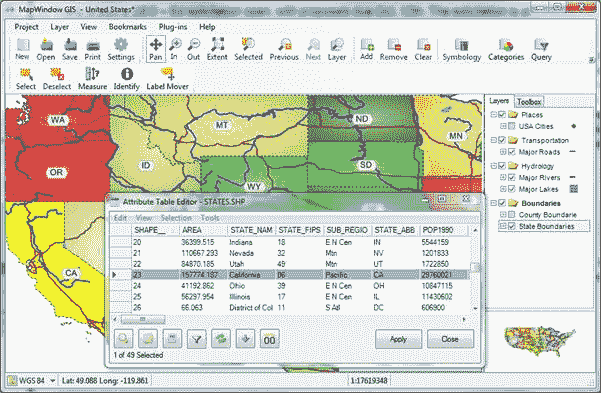 MapWindow GIS - United States*
Project Layer View Bookmarks Plug-ins Help
New Open Save Print Settings Pan In Out Extent Selected Previous Next Layer Add Remove Clear Symbology Categories Query
Select Deselect Measure Identify Label Mover
Layers Toolbox
Places
USA Cities
Transportation
Major Roads
Hydrology
Major Rivers
Major Lakes
Boundaries
County Boundarie
State Boundaries
WA
MT
ND
MN
OR
ID
SD
WY
CA
Attribute Table Editor - STATES.SHP
Edit View Selection Tools
SHAPE__ AREA STATE_NAM STATE_FIPS SUB_REGIO STATE_ABB POP1990
20 36399.515 Indiana 18 E N Cen IN 5544159
21 110667.293 Nevada 32 Mtn NV 1201833
22 84870.185 Utah 49 Mtn UT 1722850
23 157774.187 California 06 Pacific CA 29760021
24 41192.862 Ohio 39 E N Cen OH 10847115
25 56297.954 Illinois 17 E N Cen IL 11430602
26 66.063 District of Col 11 S Atl DC 606900
Apply Close
1 of 49 Selected
WGS 84 Lat: 49.088 Long: -119.861 1:17619348